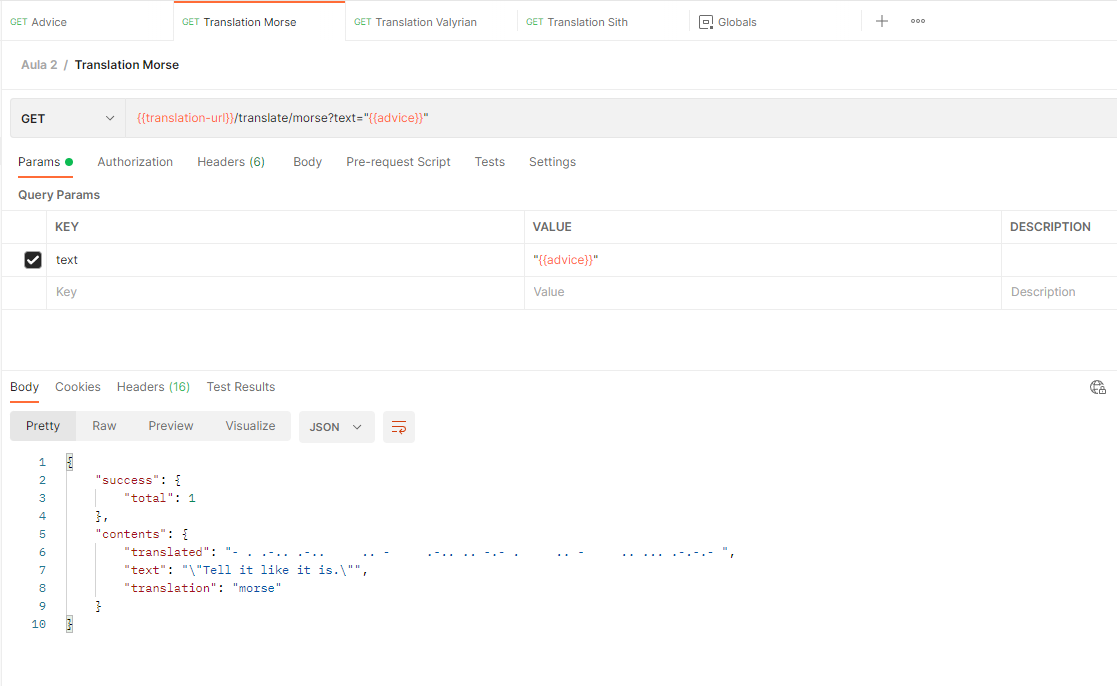 GET Advice GET Translation Morse GET Translation Valyrian GET Translation Sith Globals
Aula 2 / Translation Morse
GET {{translation-url}}/translate/morse?text="{{advice}}"
Params Authorization Headers (6) Body Pre-request Script Tests Settings
Query Params
KEY VALUE DESCRIPTION
text "{{advice}}"
Key Value Description
Body Cookies Headers (16) Test Results
Pretty Raw Preview Visualize JSON
1 {
2 "success": {
3 "total": 1
4 },
5 "contents": {
6 "translated": "- . .-.. .-..     .. -     .-.. .. -.- .     .. -     .. ... .-.-.- ",
7 "text": "\"Tell it like it is.\"",
8 "translation": "morse"
9 }
10 }